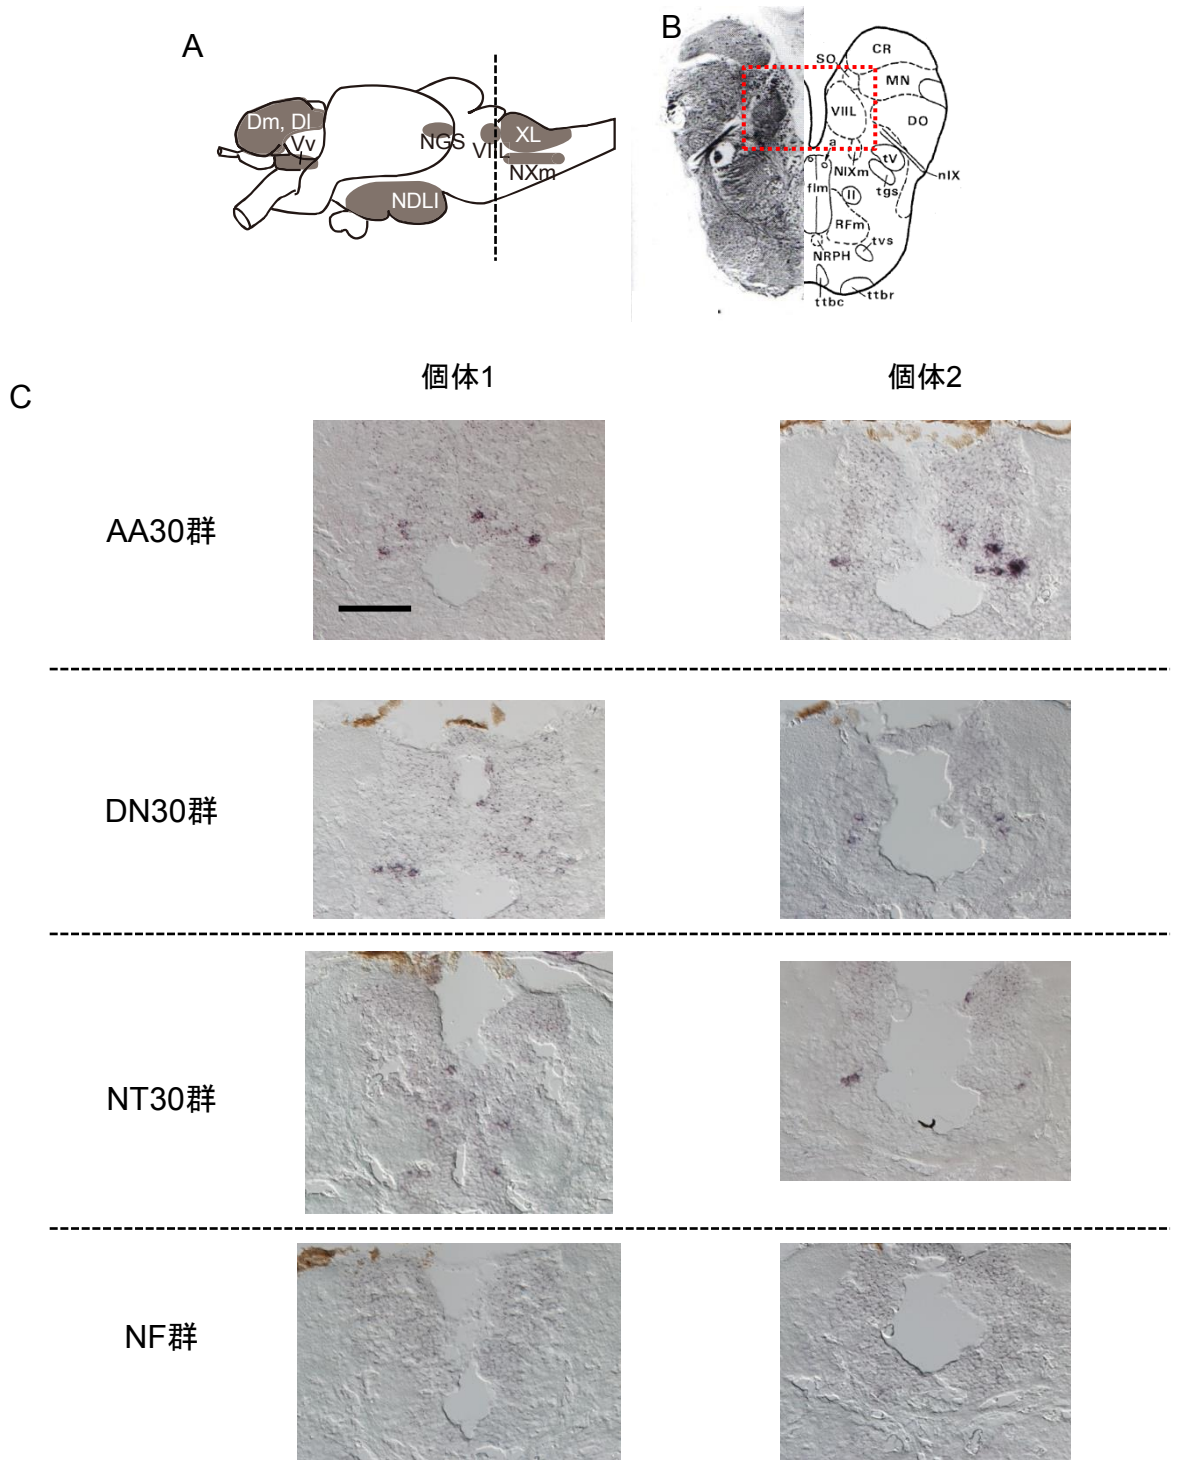 A
Dm, Dl
Vv
NGS
VIIL
XL
NXm
NDLI
B
SO
CR
MN
VIIL
DO
a
NIXm
tV
nIX
flm
tgs
II
RFm
NRPH
tvs
ttbc
ttbr
C
個体1
個体2
AA30群
DN30群
NT30群
NF群